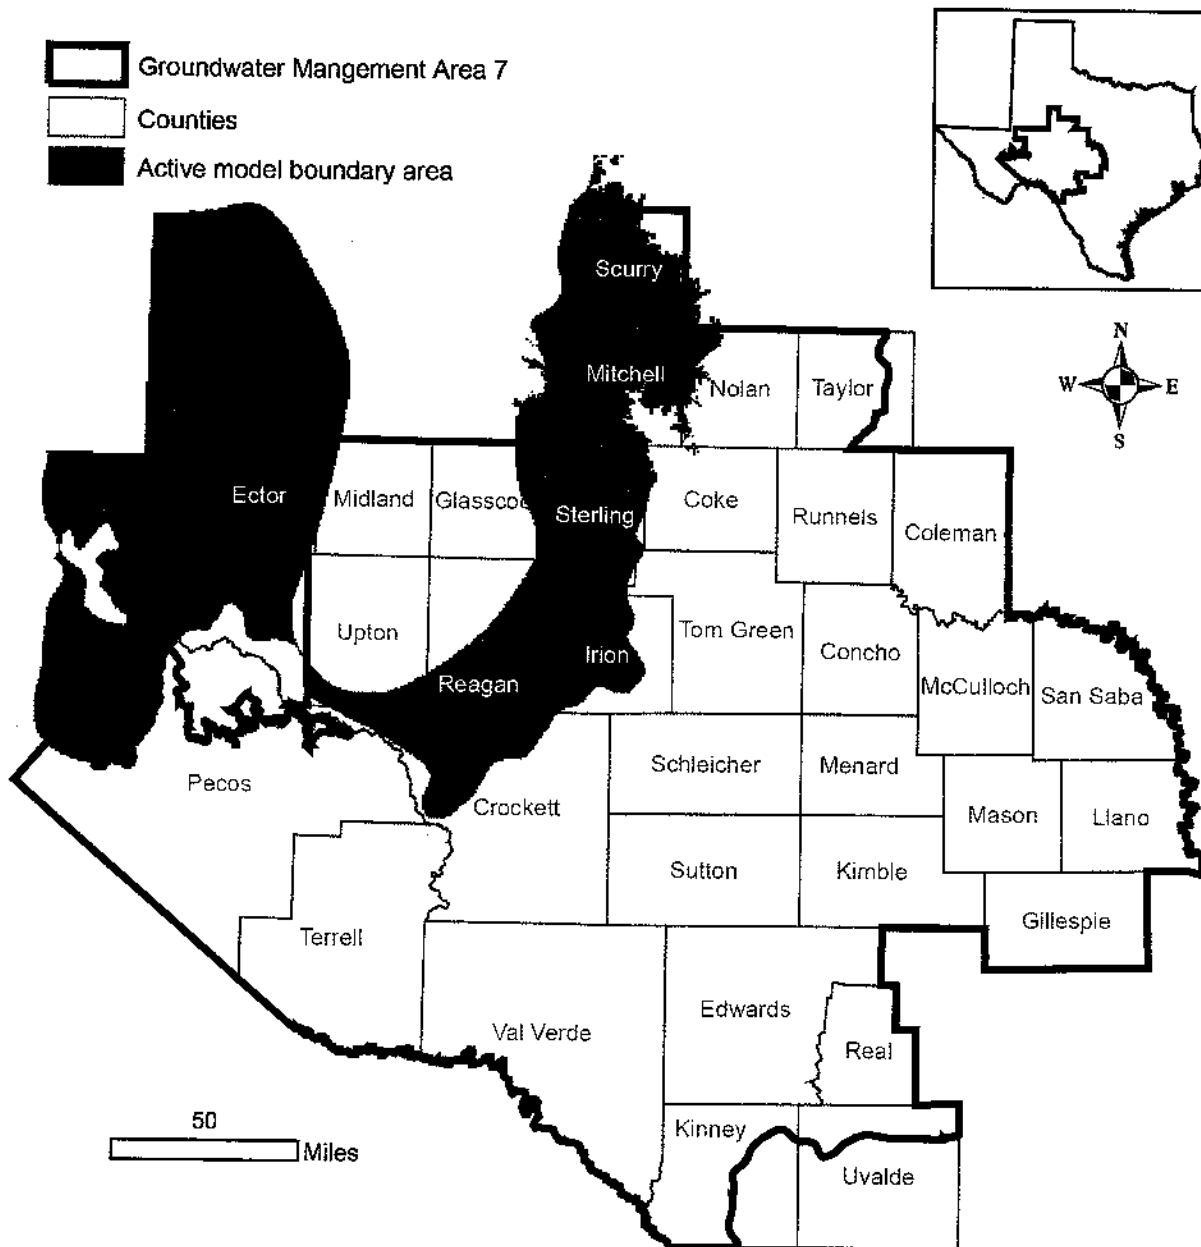 Groundwater Mangement Area 7
Counties
Active model boundary area
N
W E
S
Scurry
Mitchell
Nolan
Taylor
Ector
Midland
Glasscoc
Sterling
Coke
Runnels
Coleman
Upton
Reagan
Irion
Tom Green
Concho
McCulloch
San Saba
Pecos
Crockett
Schleicher
Menard
Mason
Llano
Sutton
Kimble
Gillespie
Terrell
Val Verde
Edwards
Real
Kinney
Uvalde
50
Miles